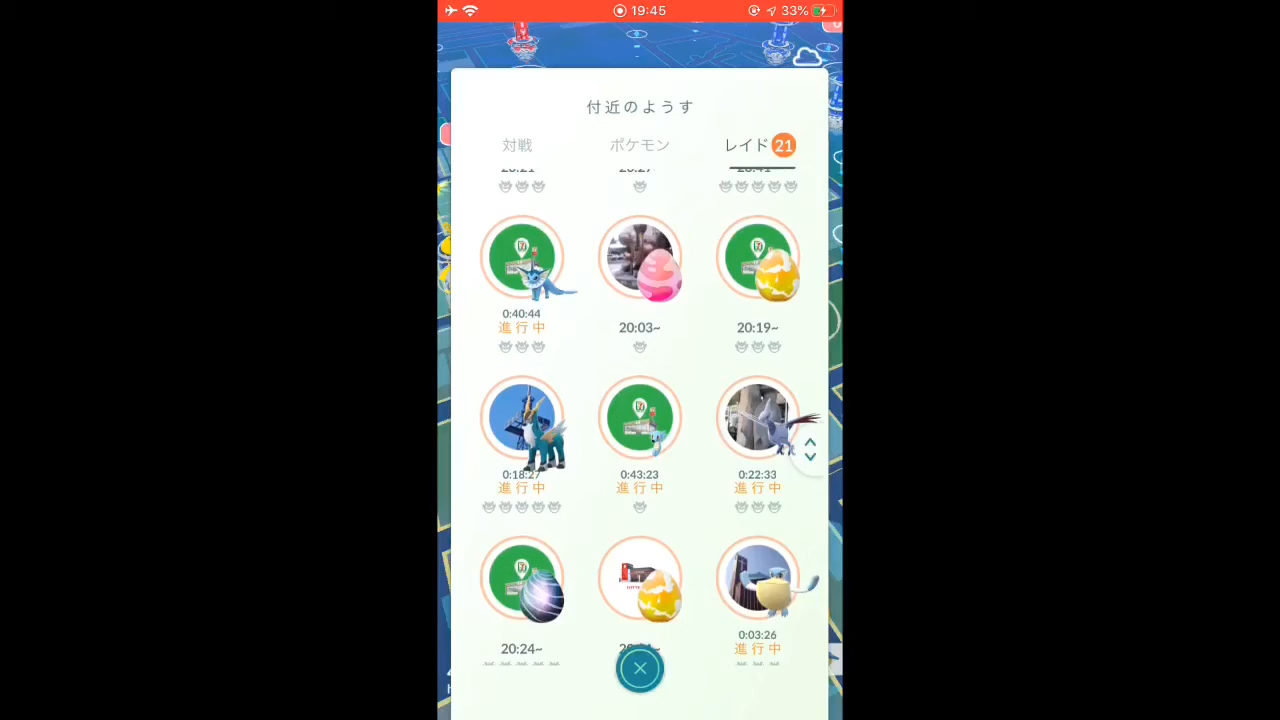 19:45
33%
付近のようす
対戦
ポケモン
レイド 21
0:40:44
進行中
20:03~
20:19~
0:18:27
進行中
0:43:23
進行中
0:22:33
進行中
20:24~
0:03:26
進行中